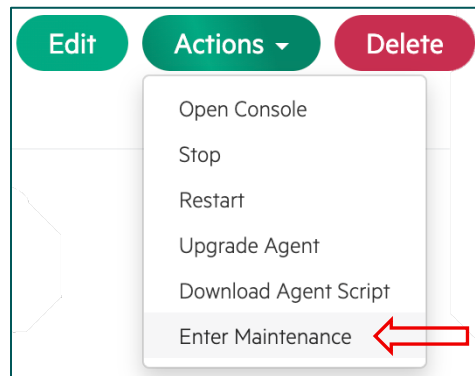 Edit
Actions
Delete
Open Console
Stop
Restart
Upgrade Agent
Download Agent Script
Enter Maintenance